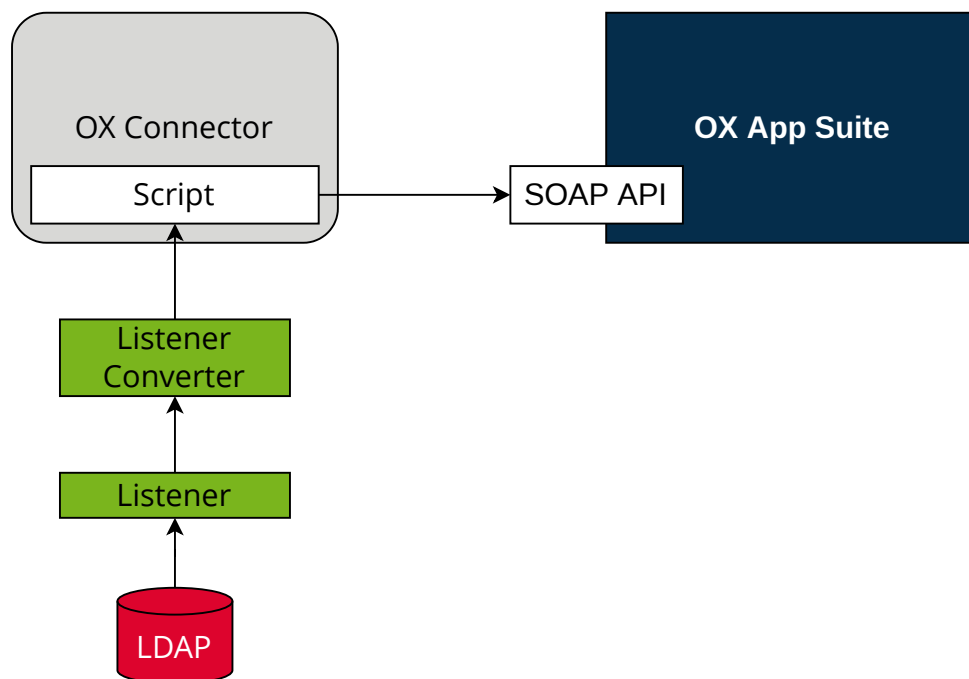 OX Connector
OX App Suite
Script
SOAP API
Listener
Converter
Listener
LDAP